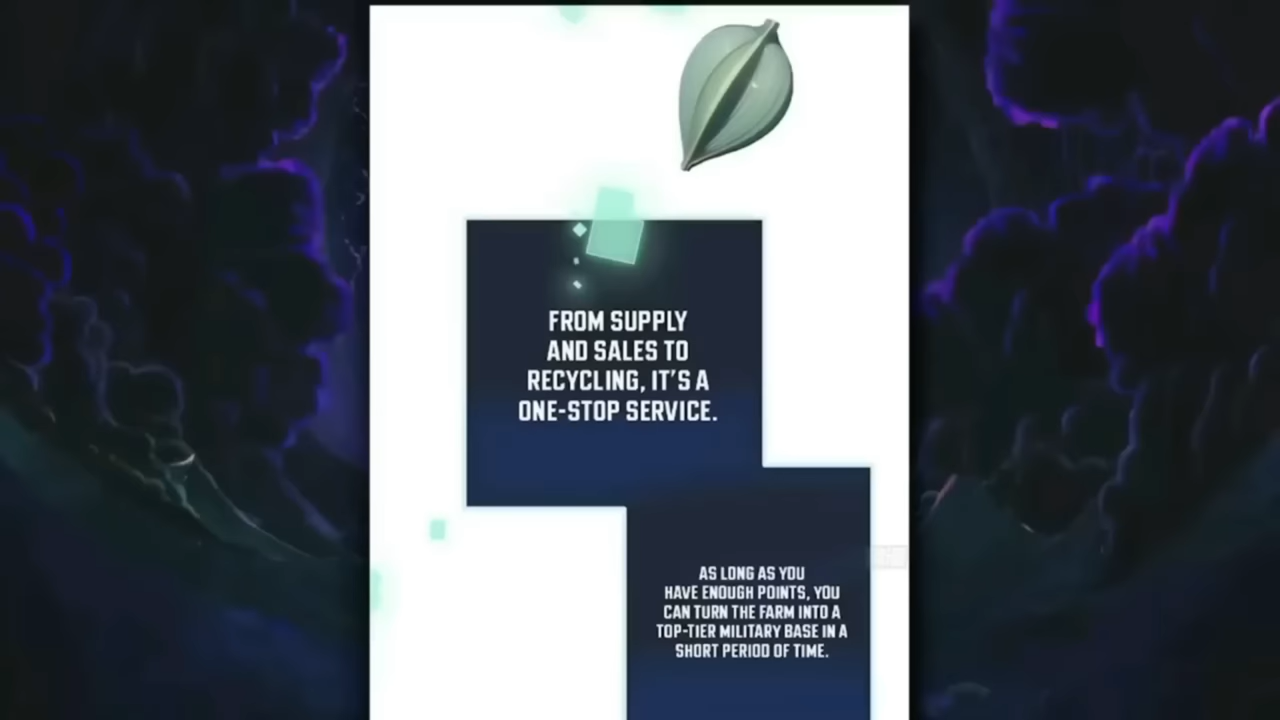 FROM SUPPLY
AND SALES TO
RECYCLING, IT'S A
ONE-STOP SERVICE.
AS LONG AS YOU
HAVE ENOUGH POINTS, YOU
CAN TURN THE FARM INTO A
TOP-TIER MILITARY BASE IN A
SHORT PERIOD OF TIME.